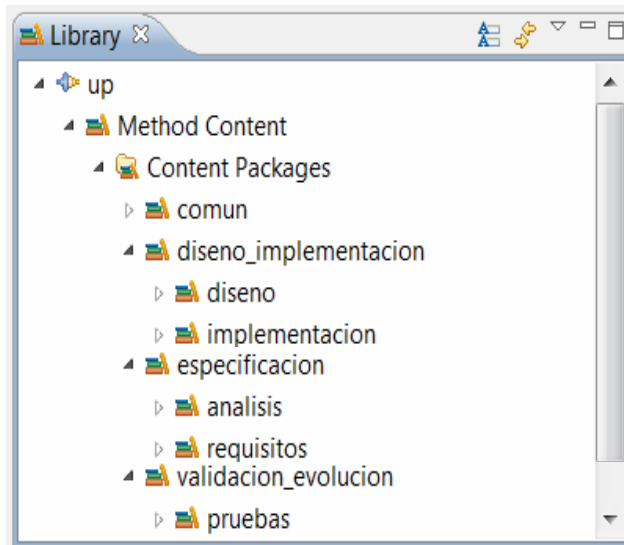 Library
up
Method Content
Content Packages
comun
diseno_implementacion
diseno
implementacion
especificacion
analisis
requisitos
validacion_evolucion
pruebas